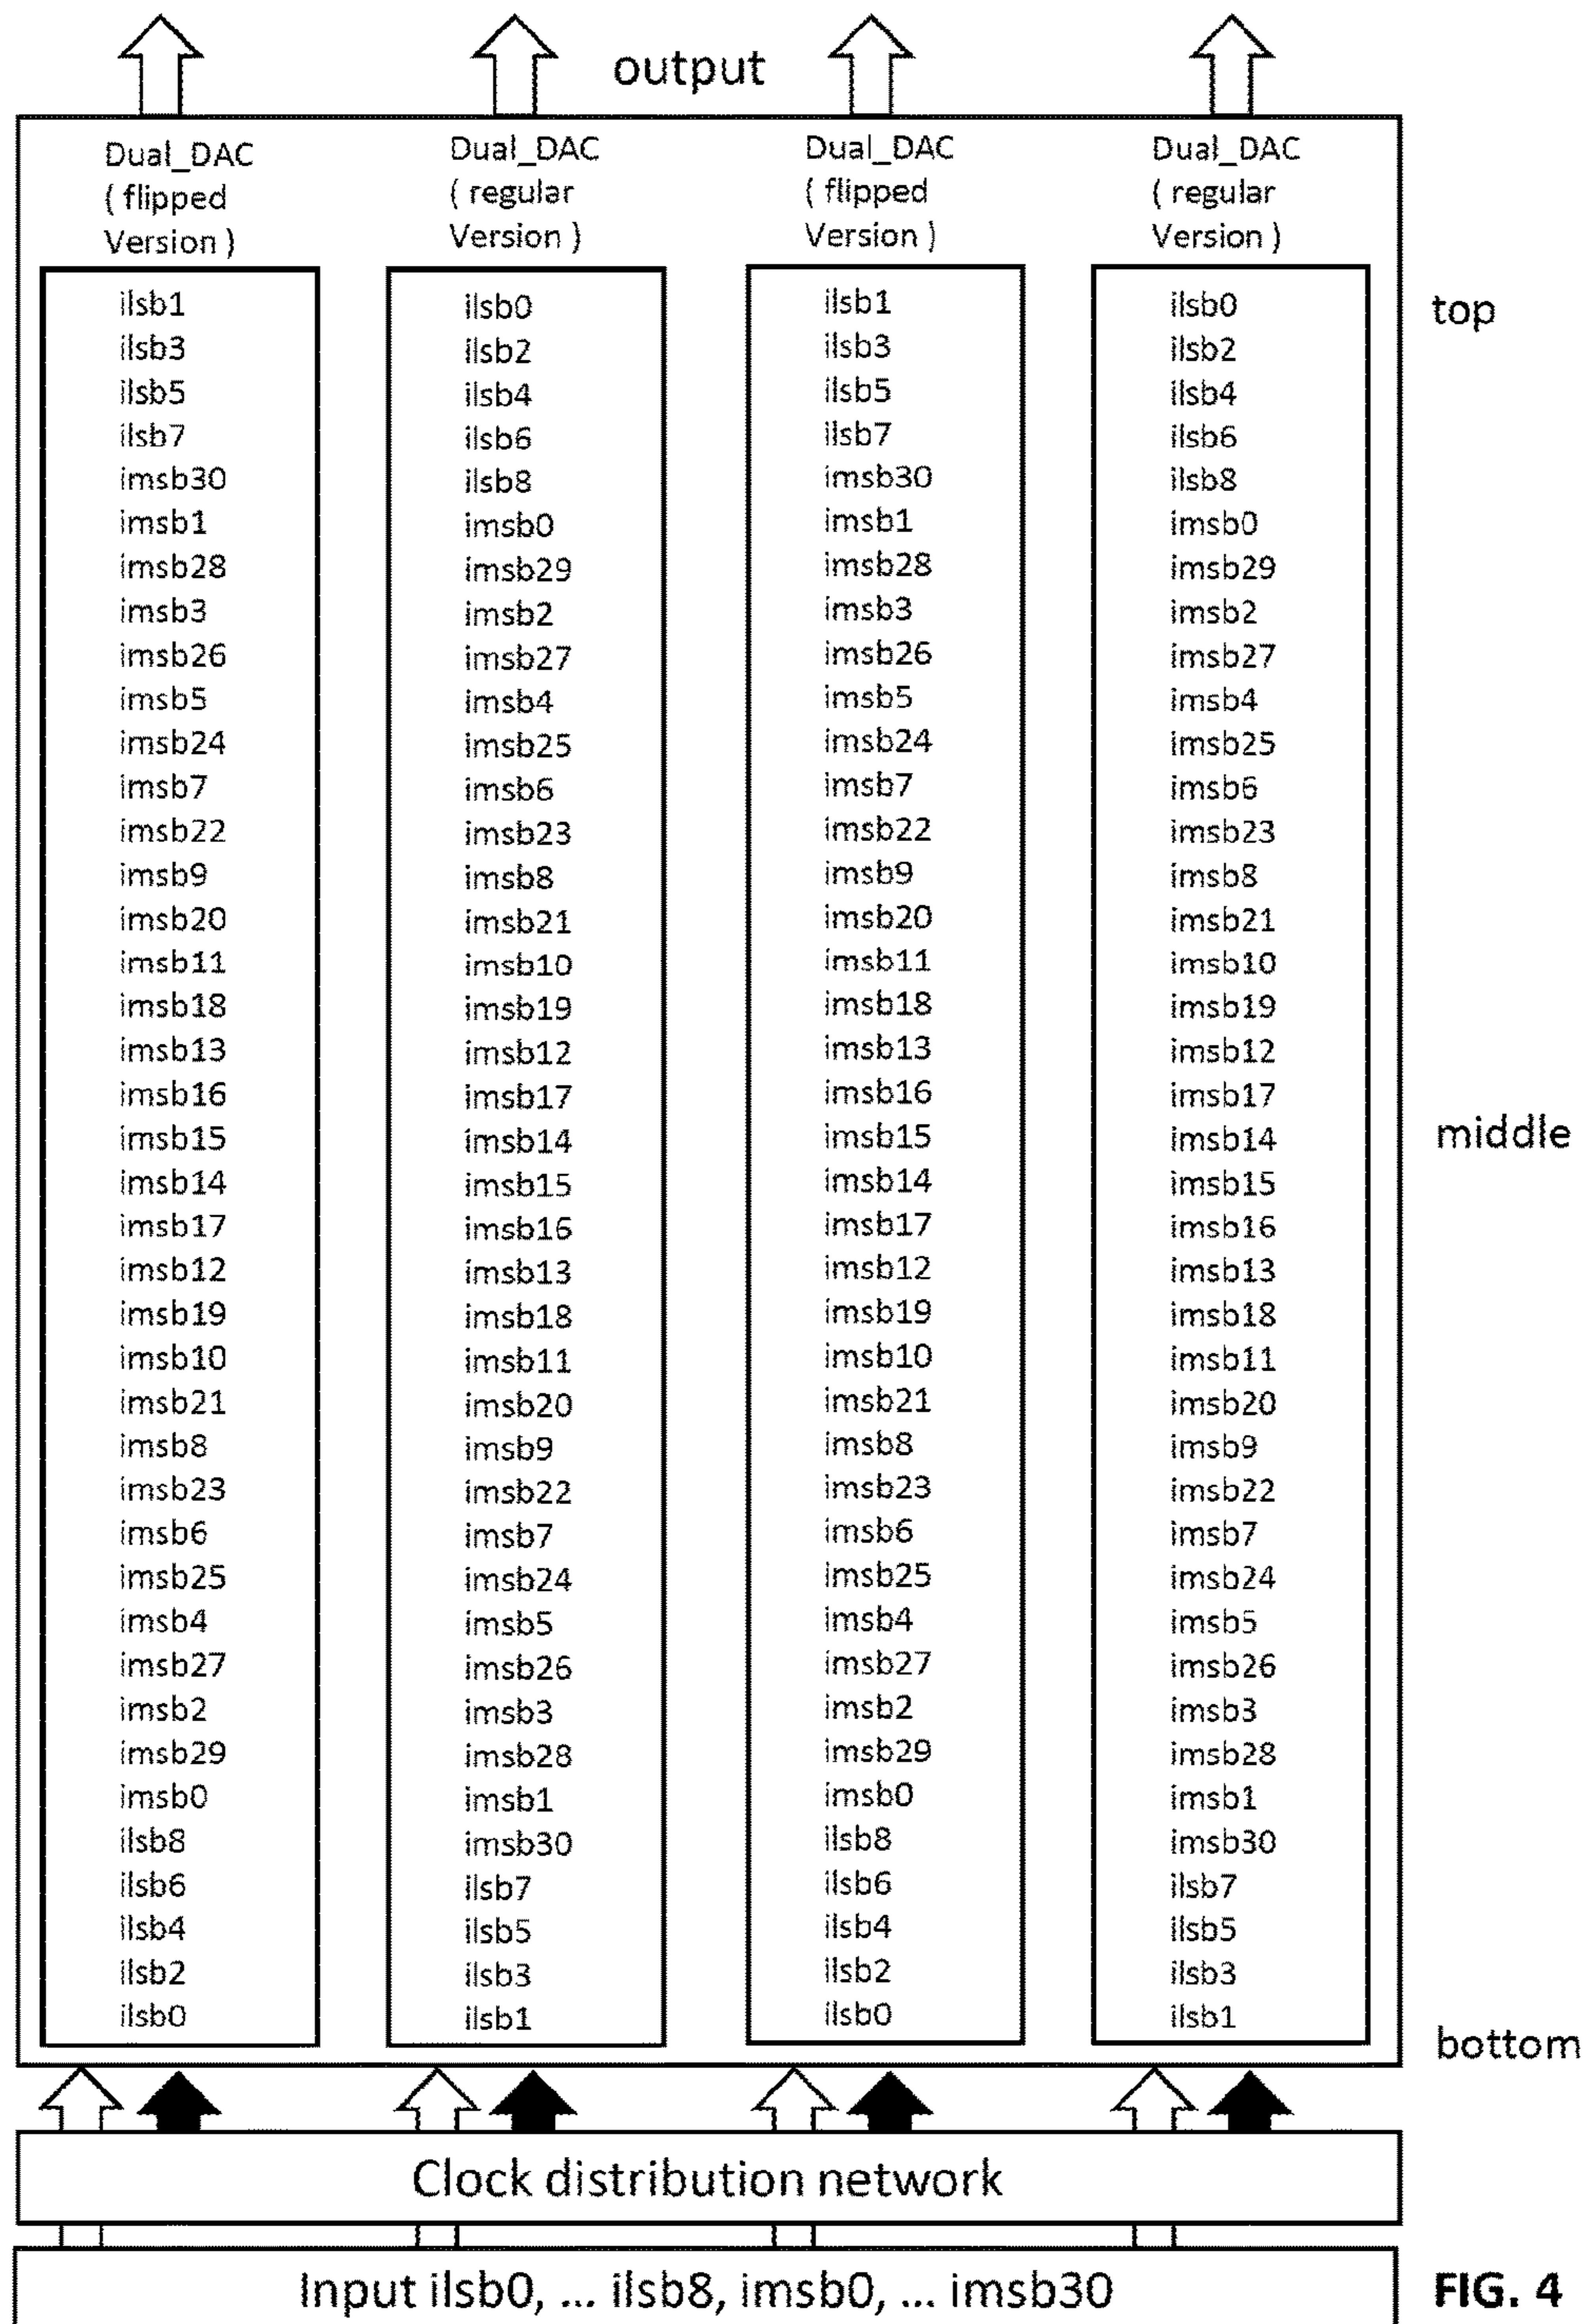 output
Dual_DAC
( flipped
Version )
ilsb1
ilsb3
ilsb5
ilsb7
imsb30
imsb1
imsb28
imsb3
imsb26
imsb5
imsb24
imsb7
imsb22
imsb9
imsb20
imsb11
imsb18
imsb13
imsb16
imsb15
imsb14
imsb17
imsb12
imsb19
imsb10
imsb21
imsb8
imsb23
imsb6
imsb25
imsb4
imsb27
imsb2
imsb29
imsb0
ilsb8
ilsb6
ilsb4
ilsb2
ilsb0
Dual_DAC
( regular
Version )
ilsb0
ilsb2
ilsb4
ilsb6
ilsb8
imsb0
imsb29
imsb2
imsb27
imsb4
imsb25
imsb6
imsb23
imsb8
imsb21
imsb10
imsb19
imsb12
imsb17
imsb14
imsb15
imsb16
imsb13
imsb18
imsb11
imsb20
imsb9
imsb22
imsb7
imsb24
imsb5
imsb26
imsb3
imsb28
imsb1
imsb30
ilsb7
ilsb5
ilsb3
ilsb1
Dual_DAC
( flipped
Version )
ilsb1
ilsb3
ilsb5
ilsb7
imsb30
imsb1
imsb28
imsb3
imsb26
imsb5
imsb24
imsb7
imsb22
imsb9
imsb20
imsb11
imsb18
imsb13
imsb16
imsb15
imsb14
imsb17
imsb12
imsb19
imsb10
imsb21
imsb8
imsb23
imsb6
imsb25
imsb4
imsb27
imsb2
imsb29
imsb0
ilsb8
ilsb6
ilsb4
ilsb2
ilsb0
Dual_DAC
( regular
Version )
ilsb0
ilsb2
ilsb4
ilsb6
ilsb8
imsb0
imsb29
imsb2
imsb27
imsb4
imsb25
imsb6
imsb23
imsb8
imsb21
imsb10
imsb19
imsb12
imsb17
imsb14
imsb15
imsb16
imsb13
imsb18
imsb11
imsb20
imsb9
imsb22
imsb7
imsb24
imsb5
imsb26
imsb3
imsb28
imsb1
imsb30
ilsb7
ilsb5
ilsb3
ilsb1
top
middle
bottom
Clock distribution network
Input ilsb0, ... ilsb8, imsb0, ... imsb30
FIG. 4